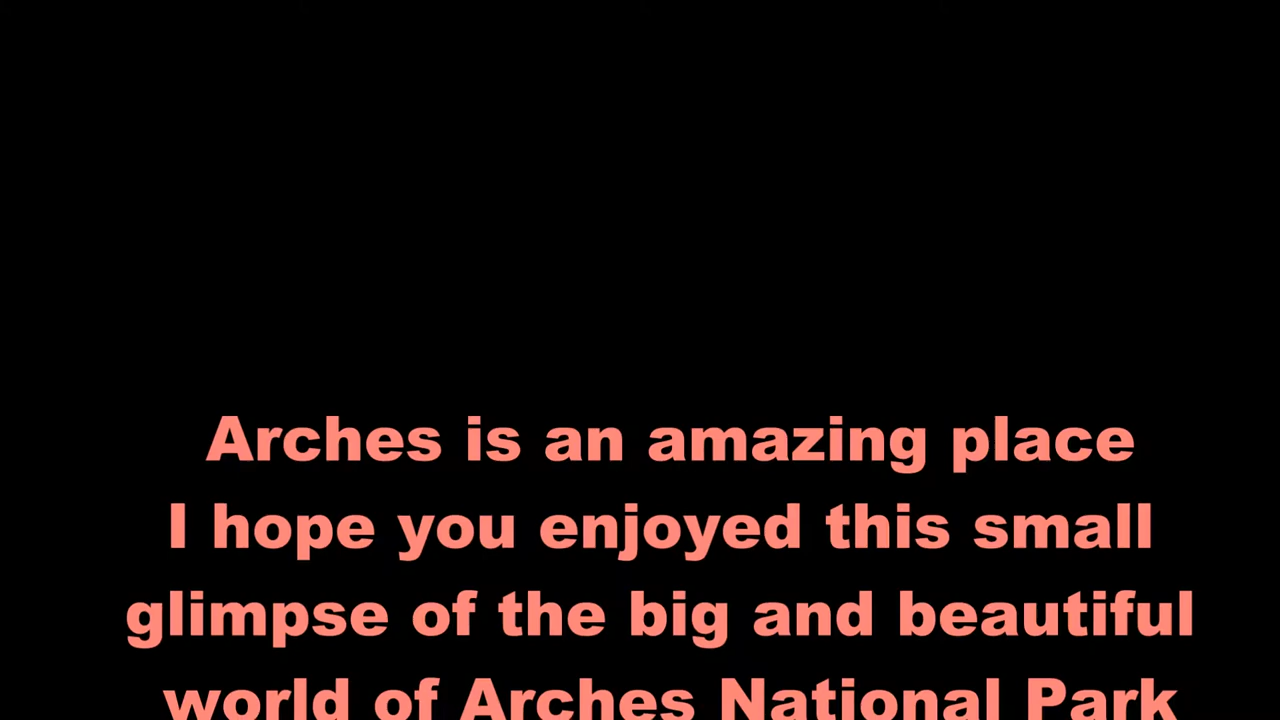 Arches is an amazing place
I hope you enjoyed this small
glimpse of the big and beautiful
world of Arches National Park